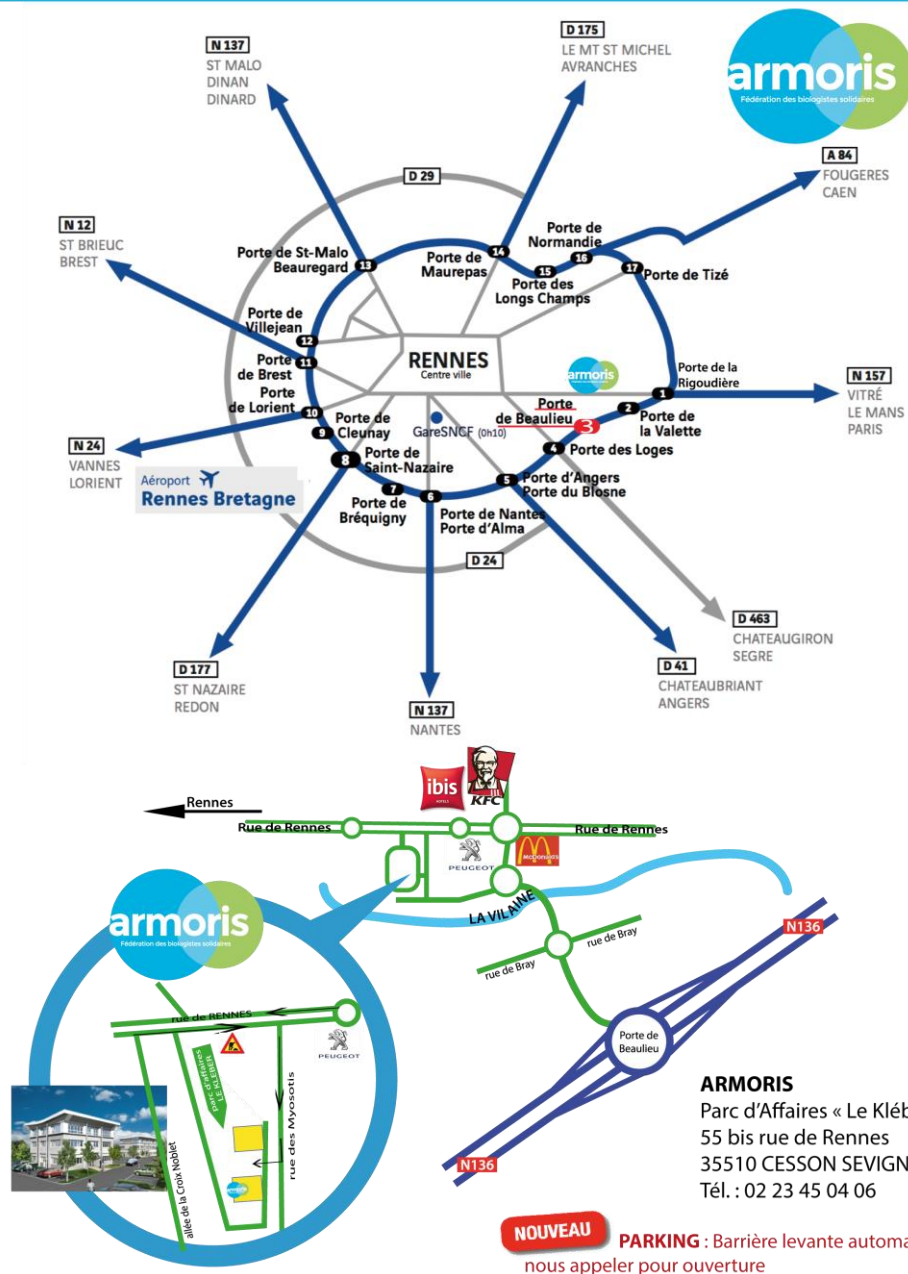 N 137
ST MALO
DINAN
DINARD
D 175
LE MT ST MICHEL
AVRANCHES
armoris
Fédération des biologistes solidaires
A 84
FOUGERES
CAEN
D 29
N 12
ST BRIEUC
BREST
Porte de St-Malo
Beauregard
13
Porte de
Maurepas
14
Porte de
Normandie
16
15
Porte des
Longs Champs
17
Porte de Tizé
Porte de
Villejean
12
RENNES
Centre ville
armoris
Porte
de Brest
11
Porte de la
Rigoudière
1
N 157
VITRÉ
LE MANS
PARIS
Porte
de Lorient
10
Porte
de Beaulieu
3
2
Porte de
la Valette
9
Porte de
Cleunay
GareSNCF (0h10)
4
Porte des Loges
N 24
VANNES
LORIENT
8
Porte de
Saint-Nazaire
Aéroport
Rennes Bretagne
7
Porte de
Bréquigny
6
Porte de Nantes
Porte d'Alma
5
Porte d'Angers
Porte du Blosne
D 24
D 463
CHATEAUGIRON
SEGRE
D 177
ST NAZAIRE
REDON
D 41
CHATEAUBRIANT
ANGERS
N 137
NANTES
Rennes
ibis
HOTELS
KFC
Rue de Rennes
Rue de Rennes
PEUGEOT
McDonald's
LA VILAINE
rue de Bray
rue de Bray
N136
Porte de
Beaulieu
N136
armoris
Fédération des biologistes solidaires
rue de RENNES
PEUGEOT
Parc d'affaires
LE KLEBER
rue des Myosotis
allée de la Croix Noblet
ARMORIS
Parc d'Affaires « Le Kléb
55 bis rue de Rennes
35510 CESSON SEVIGN
Tél. : 02 23 45 04 06
NOUVEAU
PARKING : Barrière levante automa
nous appeler pour ouverture